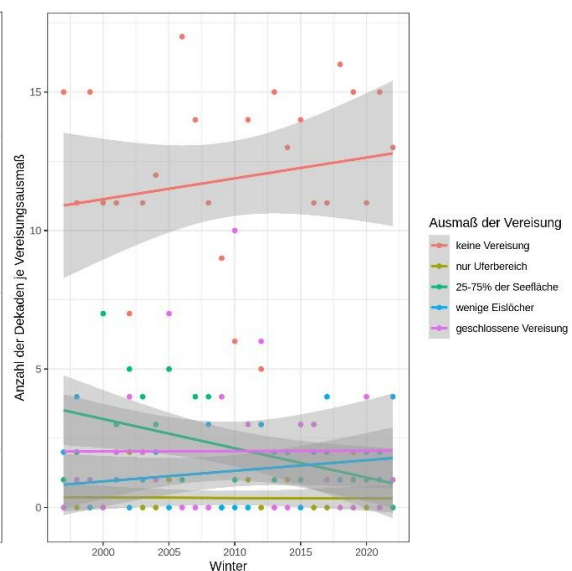 Anzahl der Dekaden je Vereisungsausmaß
15
10
5
0
2000 2005 2010 2015 2020
Winter
Ausmaß der Vereisung
keine Vereisung
nur Uferbereich
25-75% der Seefläche
wenige Eislöcher
geschlossene Vereisung